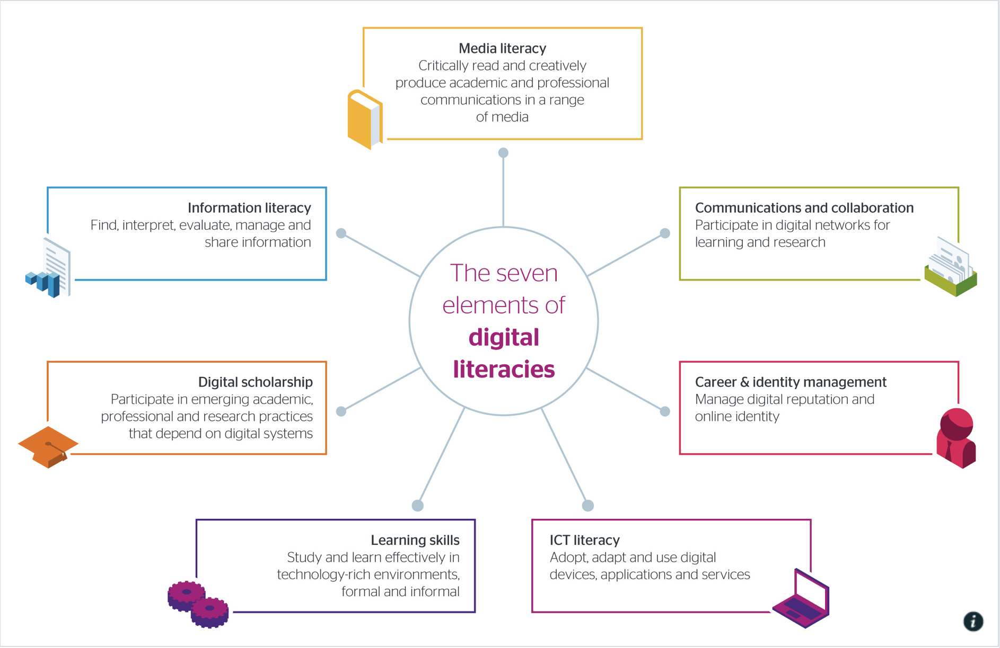 Media literacy
Critically read and creatively
produce academic and professional
communications in a range
of media
Information literacy
Find, interpret, evaluate, manage and
share information
Communications and collaboration
Participate in digital networks for
learning and research
The seven
elements of
digital
literacies
Digital scholarship
Participate in emerging academic,
professional and research practices
that depend on digital systems
Career & identity management
Manage digital reputation and
online identity
Learning skills
Study and learn effectively in
technology-rich environments,
formal and informal
ICT literacy
Adopt, adapt and use digital
devices, applications and services
i